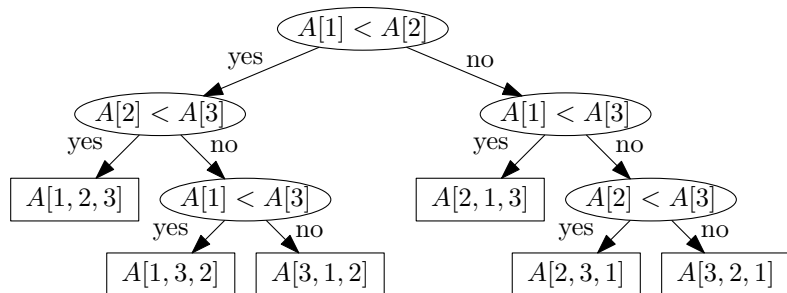 A[1] < A[2]
yes no
A[2] < A[3] A[1] < A[3]
yes no yes no
A[1, 2, 3] A[1] < A[3] A[2, 1, 3] A[2] < A[3]
yes no yes no
A[1, 3, 2] A[3, 1, 2] A[2, 3, 1] A[3, 2, 1]